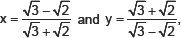 x = (√3 − √2)/(√3 + √2) and y = (√3 + √2)/(√3 − √2),